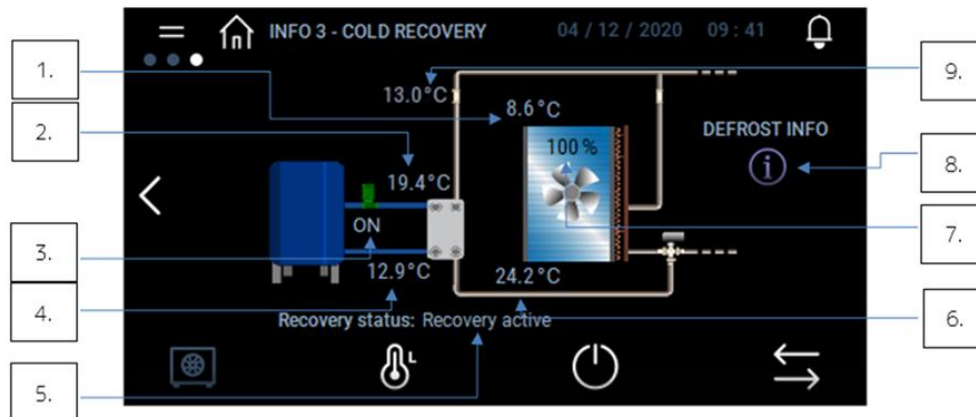 INFO 3 - COLD RECOVERY 04 / 12 / 2020 09 : 41
1.
9.
13.0°C
8.6°C
2.
DEFROST INFO
100 %
i
8.
19.4°C
ON
7.
3.
12.9°C
24.2°C
4.
6.
Recovery status: Recovery active
L
5.